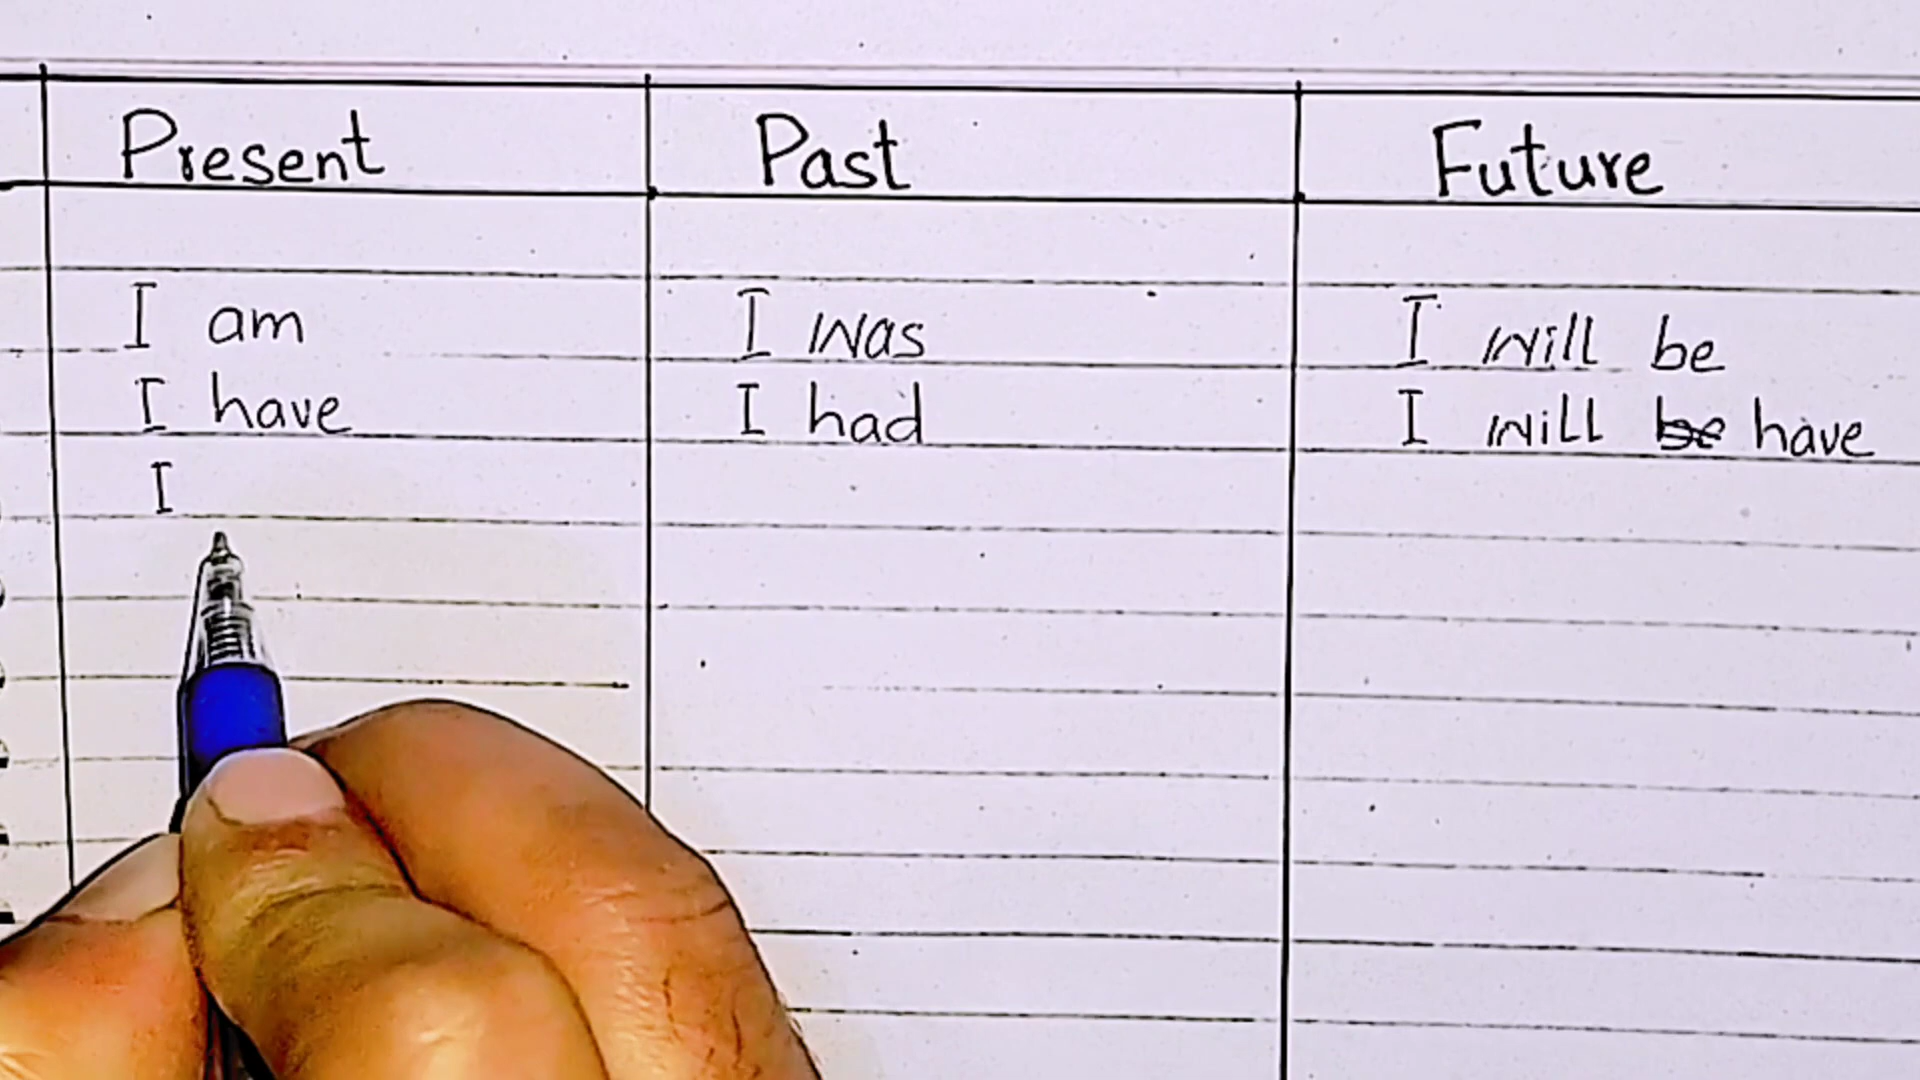 Present Past Future
I am I was I will be
I have I had I will be have
I